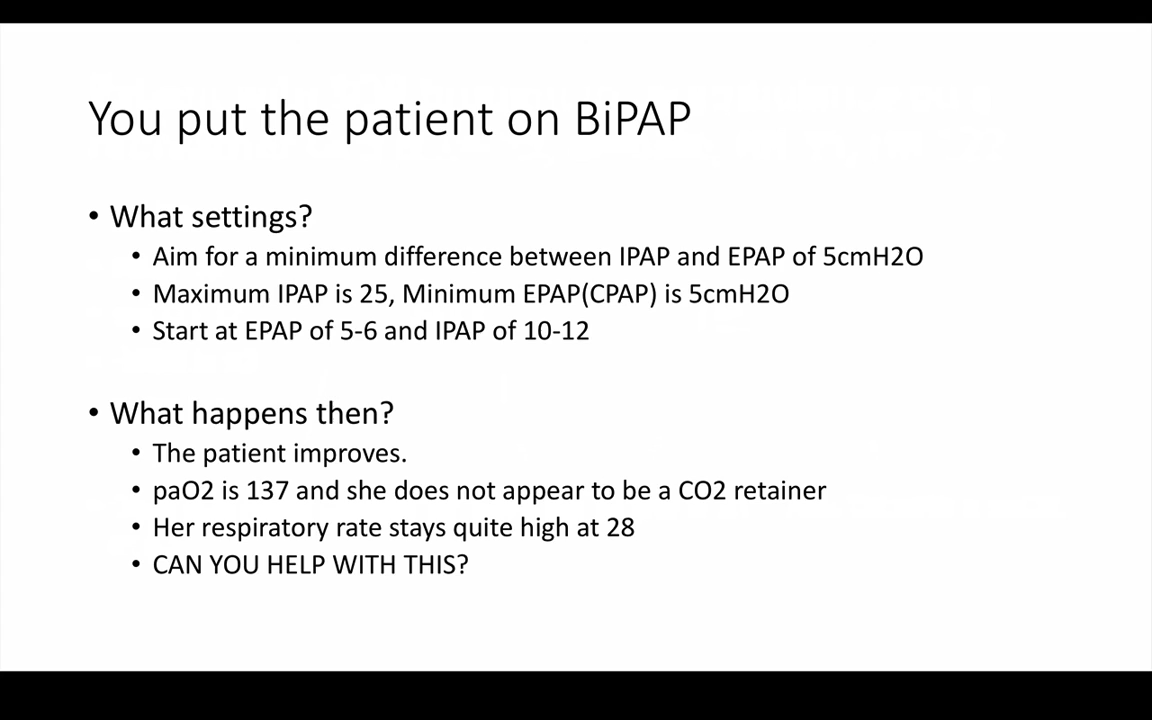 You put the patient on BiPAP
• What settings?
• Aim for a minimum difference between IPAP and EPAP of 5cmH2O
• Maximum IPAP is 25, Minimum EPAP(CPAP) is 5cmH2O
• Start at EPAP of 5-6 and IPAP of 10-12
• What happens then?
• The patient improves.
• paO2 is 137 and she does not appear to be a CO2 retainer
• Her respiratory rate stays quite high at 28
• CAN YOU HELP WITH THIS?